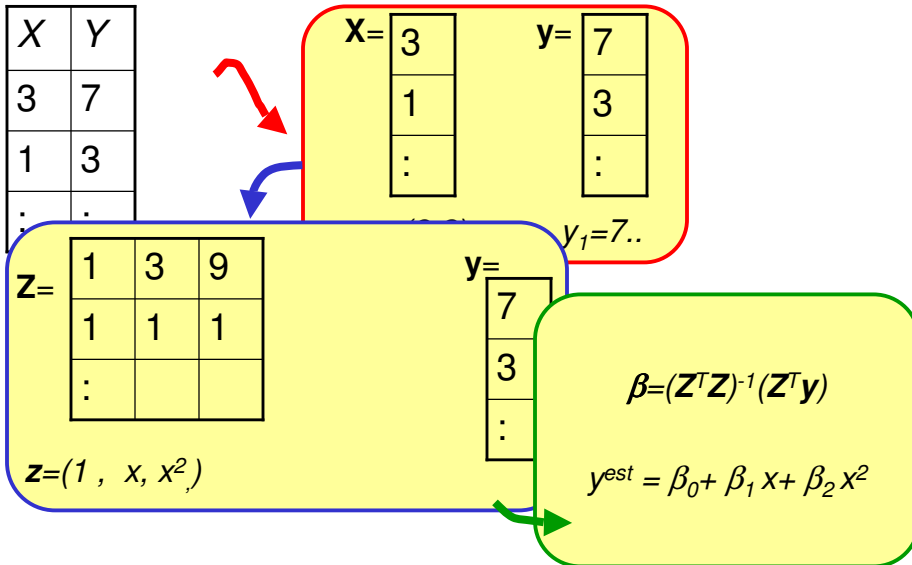 X Y
3 7
1 3
: :
X= 3
1
:
y= 7
3
:
y₁=7..
Z= 1 3 9
1 1 1
:
y=
7
3
:
z=(1 , x, x²,)
β=(ZᵀZ)⁻¹(Zᵀy)
yᵉˢᵗ = β₀+ β₁ x+ β₂ x²